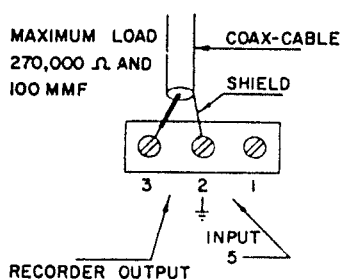 MAXIMUM LOAD
270,000 Ω AND
100 MMF
COAX-CABLE
SHIELD
3 2 1
INPUT
5
RECORDER OUTPUT